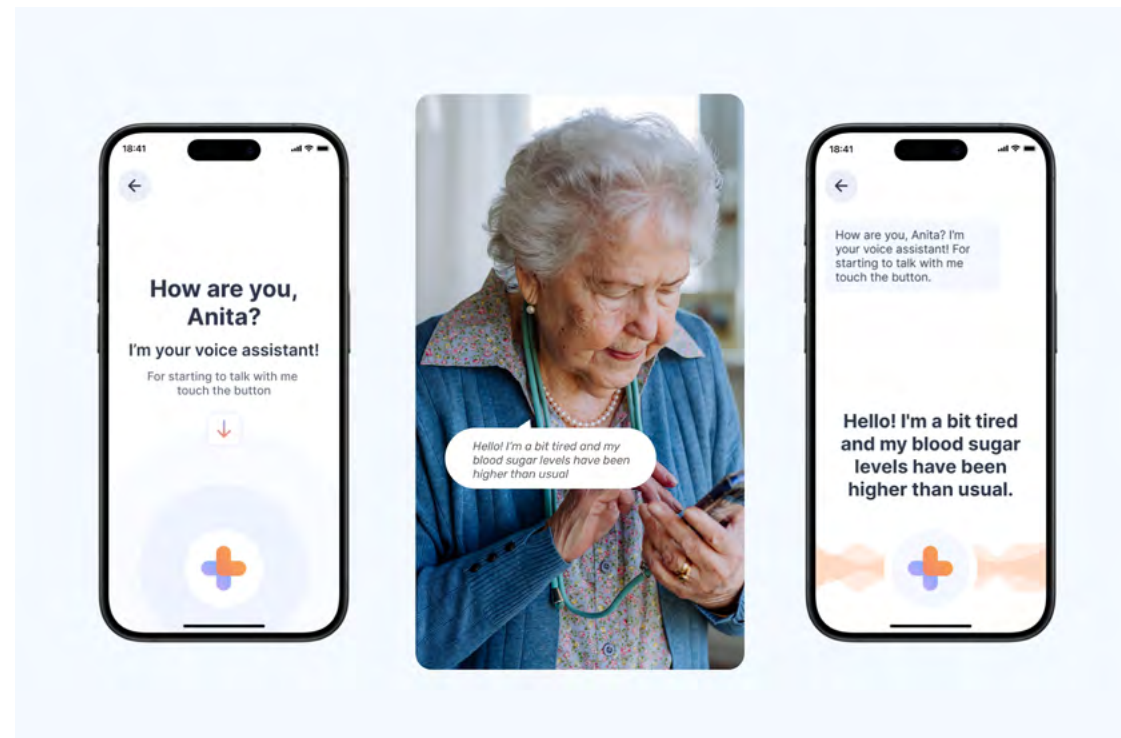 18:41
How are you,
Anita?
I'm your voice assistant!
For starting to talk with me
touch the button
Hello! I'm a bit tired and my
blood sugar levels have been
higher than usual
18:41
How are you, Anita? I'm
your voice assistant! For
starting to talk with me
touch the button.
Hello! I'm a bit tired
and my blood sugar
levels have been
higher than usual.